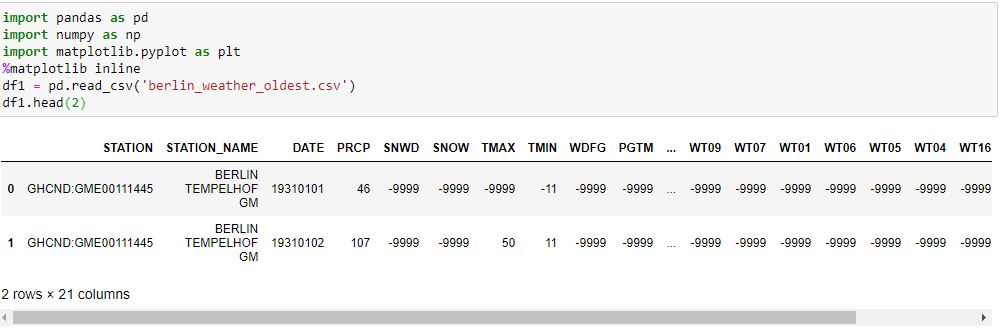 import pandas as pd
import numpy as np
import matplotlib.pyplot as plt
%matplotlib inline
df1 = pd.read_csv('berlin_weather_oldest.csv')
df1.head(2)
STATION STATION_NAME DATE PRCP SNWD SNOW TMAX TMIN WDFG PGTM ... WT09 WT07 WT01 WT06 WT05 WT04 WT16
0 GHCND:GME00111445 BERLIN TEMPELHOF GM 19310101 46 -9999 -9999 -9999 -11 -9999 -9999 ... -9999 -9999 -9999 -9999 -9999 -9999 -9999
1 GHCND:GME00111445 BERLIN TEMPELHOF GM 19310102 107 -9999 -9999 50 11 -9999 -9999 ... -9999 -9999 -9999 -9999 -9999 -9999 -9999
2 rows × 21 columns